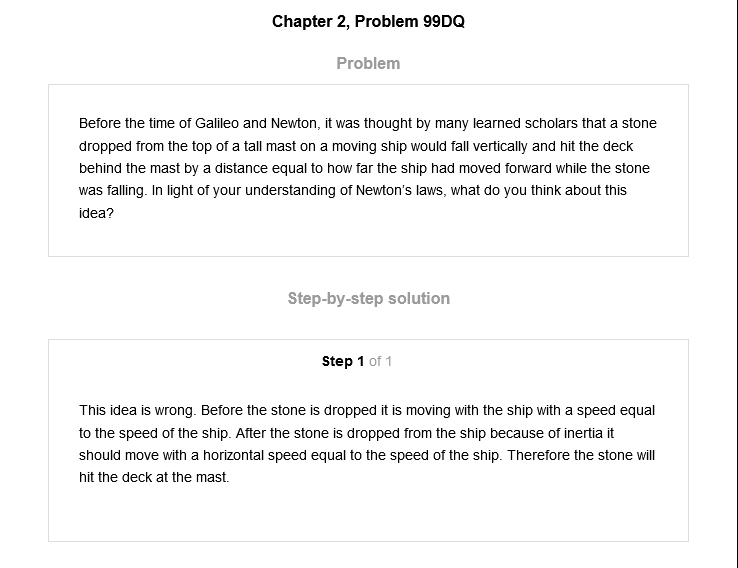 Chapter 2, Problem 99DQ
Problem
Before the time of Galileo and Newton, it was thought by many learned scholars that a stone
dropped from the top of a tall mast on a moving ship would fall vertically and hit the deck
behind the mast by a distance equal to how far the ship had moved forward while the stone
was falling. In light of your understanding of Newton's laws, what do you think about this
idea?
Step-by-step solution
Step 1 of 1
This idea is wrong. Before the stone is dropped it is moving with the ship with a speed equal
to the speed of the ship. After the stone is dropped from the ship because of inertia it
should move with a horizontal speed equal to the speed of the ship. Therefore the stone will
hit the deck at the mast.